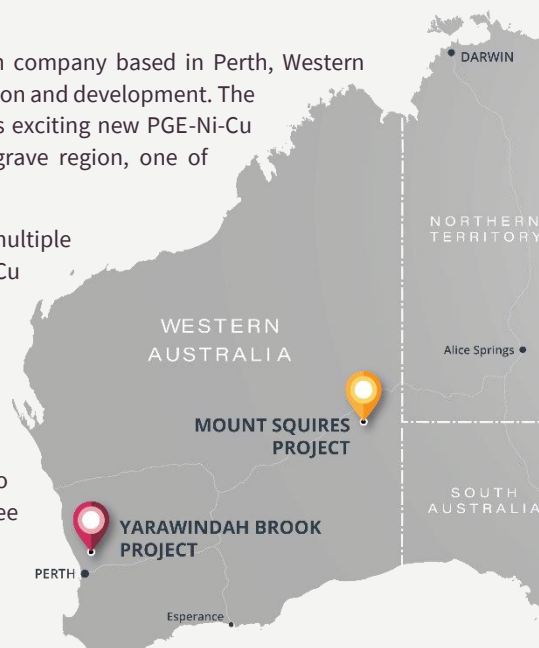 n company based in Perth, Western
on and development. The
s exciting new PGE-Ni-Cu
grave region, one of
multiple
Cu
o
ee
DARWIN
NORTHERN
TERRITORY
WESTERN
AUSTRALIA
Alice Springs
MOUNT SQUIRES
PROJECT
SOUTH
AUSTRALIA
YARAWINDAH BROOK
PROJECT
PERTH
Esperance